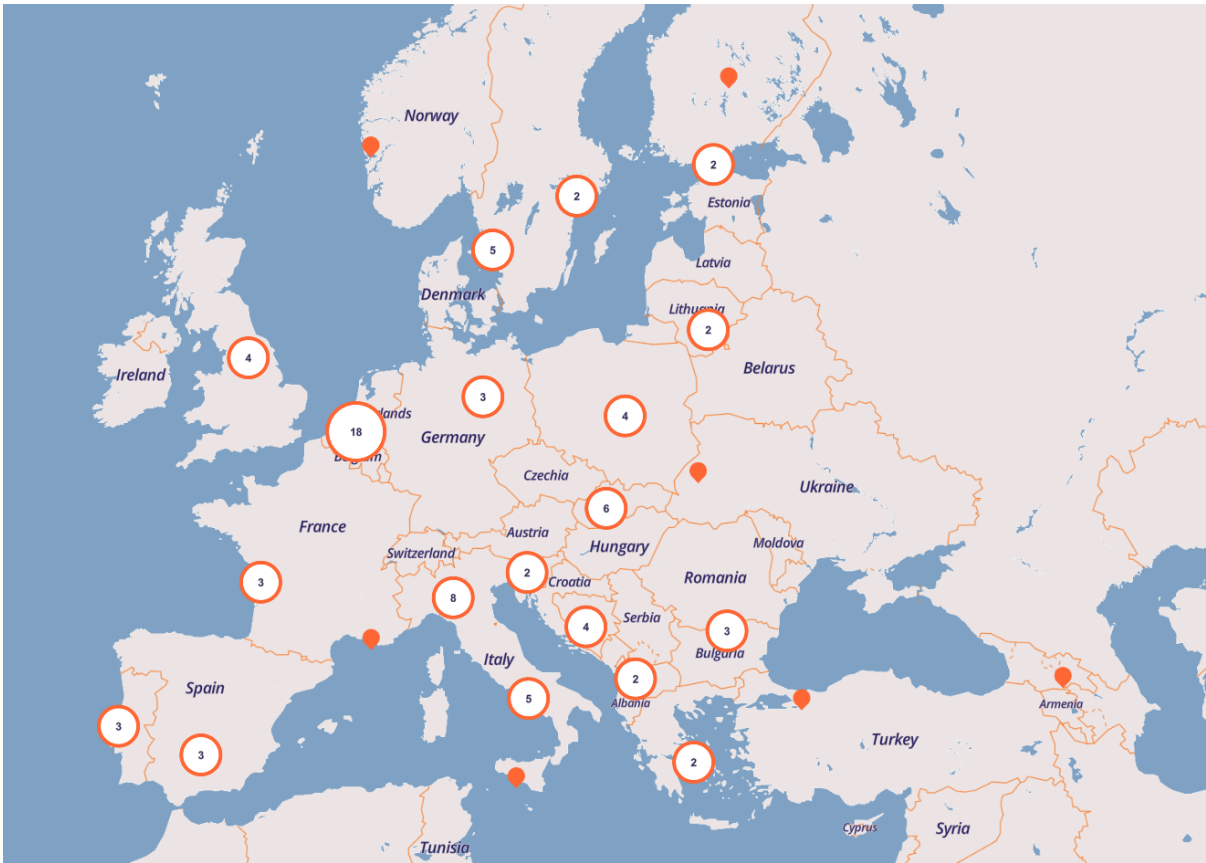 Norway
2
2
Estonia
5
Latvia
Denmark
Lithuania
2
4
Ireland
Belarus
3
4
18
lands
Germany
Czechia
Ukraine
6
France
Austria
Moldova
Hungary
Switzerland
2
Croatia
Romania
3
8
Serbia
4
3
Bulgaria
Italy
2
Spain
5
Albania
Armenia
3
Turkey
3
2
Cyprus
Syria
Tunisia